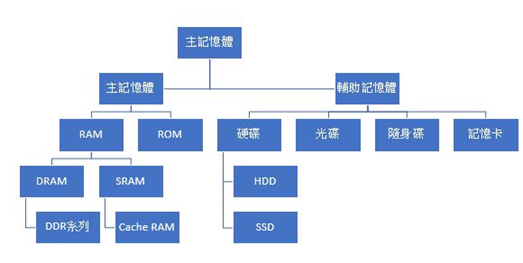 主記憶體
主記憶體
輔助記憶體
RAM
ROM
硬碟
光碟
隨身碟
記憶卡
DRAM
SRAM
HDD
DDR系列
Cache RAM
SSD